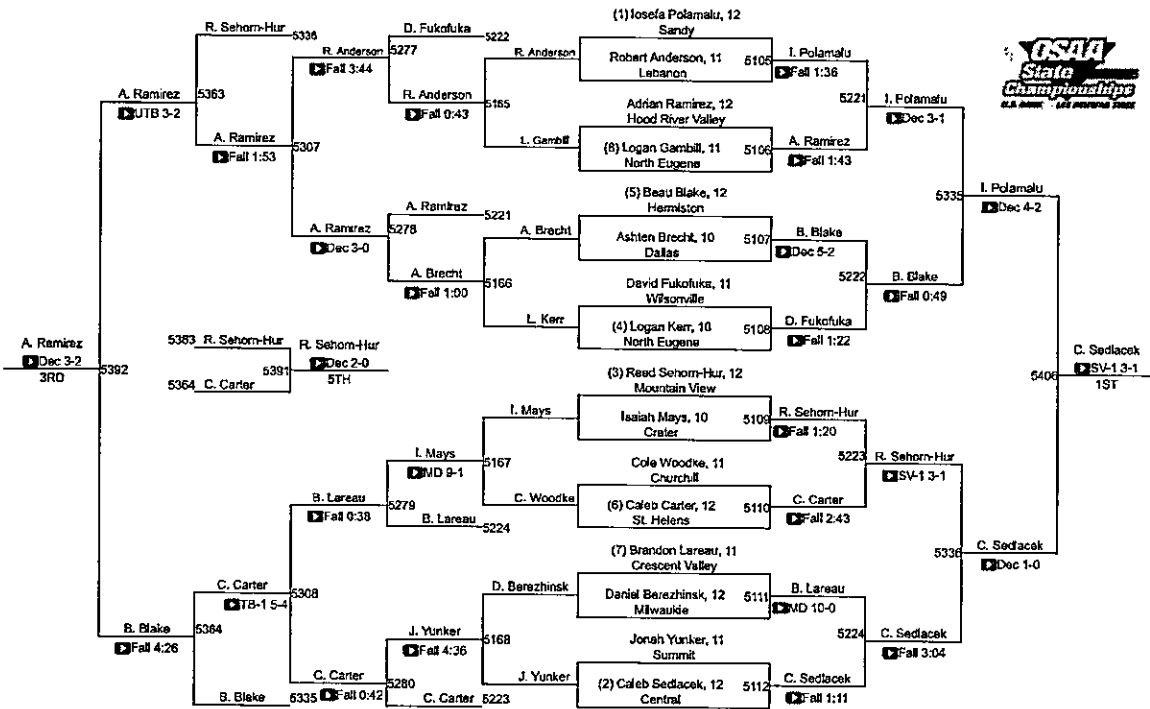 (1) Iosefa Polamalu, 12
Sandy
Robert Anderson, 11
Lebanon
5105
Adrian Ramirez, 12
Hood River Valley
(8) Logan Gambill, 11
North Eugene
5106
(5) Beau Blake, 12
Hermiston
Ashten Brecht, 10
Dallas
5107
David Fukofuka, 11
Wilsonville
(4) Logan Kerr, 10
North Eugene
5108
(3) Reed Sehorn-Hur, 12
Mountain View
Isaiah Mays, 10
Crater
5109
Cole Woodke, 11
Churchill
(6) Caleb Carter, 12
St. Helens
5110
(7) Brandon Lareau, 11
Crescent Valley
Daniel Berezhinsk, 12
Milwaukie
5111
Jonah Yunker, 11
Summit
(2) Caleb Sedlacek, 12
Central
5112
I. Polamalu
Fall 1:36
5221
A. Ramirez
Fall 1:43
B. Blake
Dec 5-2
5222
D. Fukofuka
Fall 1:22
R. Sehorn-Hur
Fall 1:20
5223
C. Carter
Fall 2:43
B. Lareau
MD 10-0
5224
C. Sedlacek
Fall 1:11
I. Polamalu
Dec 3-1
5335
B. Blake
Fall 0:49
R. Sehorn-Hur
SV-1 3-1
5336
C. Sedlacek
Fall 3:04
I. Polamalu
Dec 4-2
5406
C. Sedlacek
Dec 1-0
C. Sedlacek
SV-1 3-1
1ST
R. Anderson
5165
L. Gambill
A. Brecht
5166
L. Kerr
I. Mays
5167
C. Woodke
D. Berezhinsk
5168
J. Yunker
D. Fukofuka
5222
5277
R. Anderson
Fall 0:43
A. Ramirez
5221
5278
A. Brecht
Fall 1:00
I. Mays
MD 9-1
5279
B. Lareau
5224
J. Yunker
Fall 4:36
5280
C. Carter
5223
R. Anderson
Fall 3:44
5307
A. Ramirez
Dec 3-0
B. Lareau
Fall 0:38
5308
C. Carter
Fall 0:42
R. Sehorn-Hur
5336
5363
A. Ramirez
Fall 1:53
C. Carter
TB-1 5-4
5364
B. Blake
5335
A. Ramirez
UTB 3-2
5392
B. Blake
Fall 4:26
A. Ramirez
Dec 3-2
3RD
5363
R. Sehorn-Hur
5391
5364
C. Carter
R. Sehorn-Hur
Dec 2-0
5TH
OSAA
State
Championships